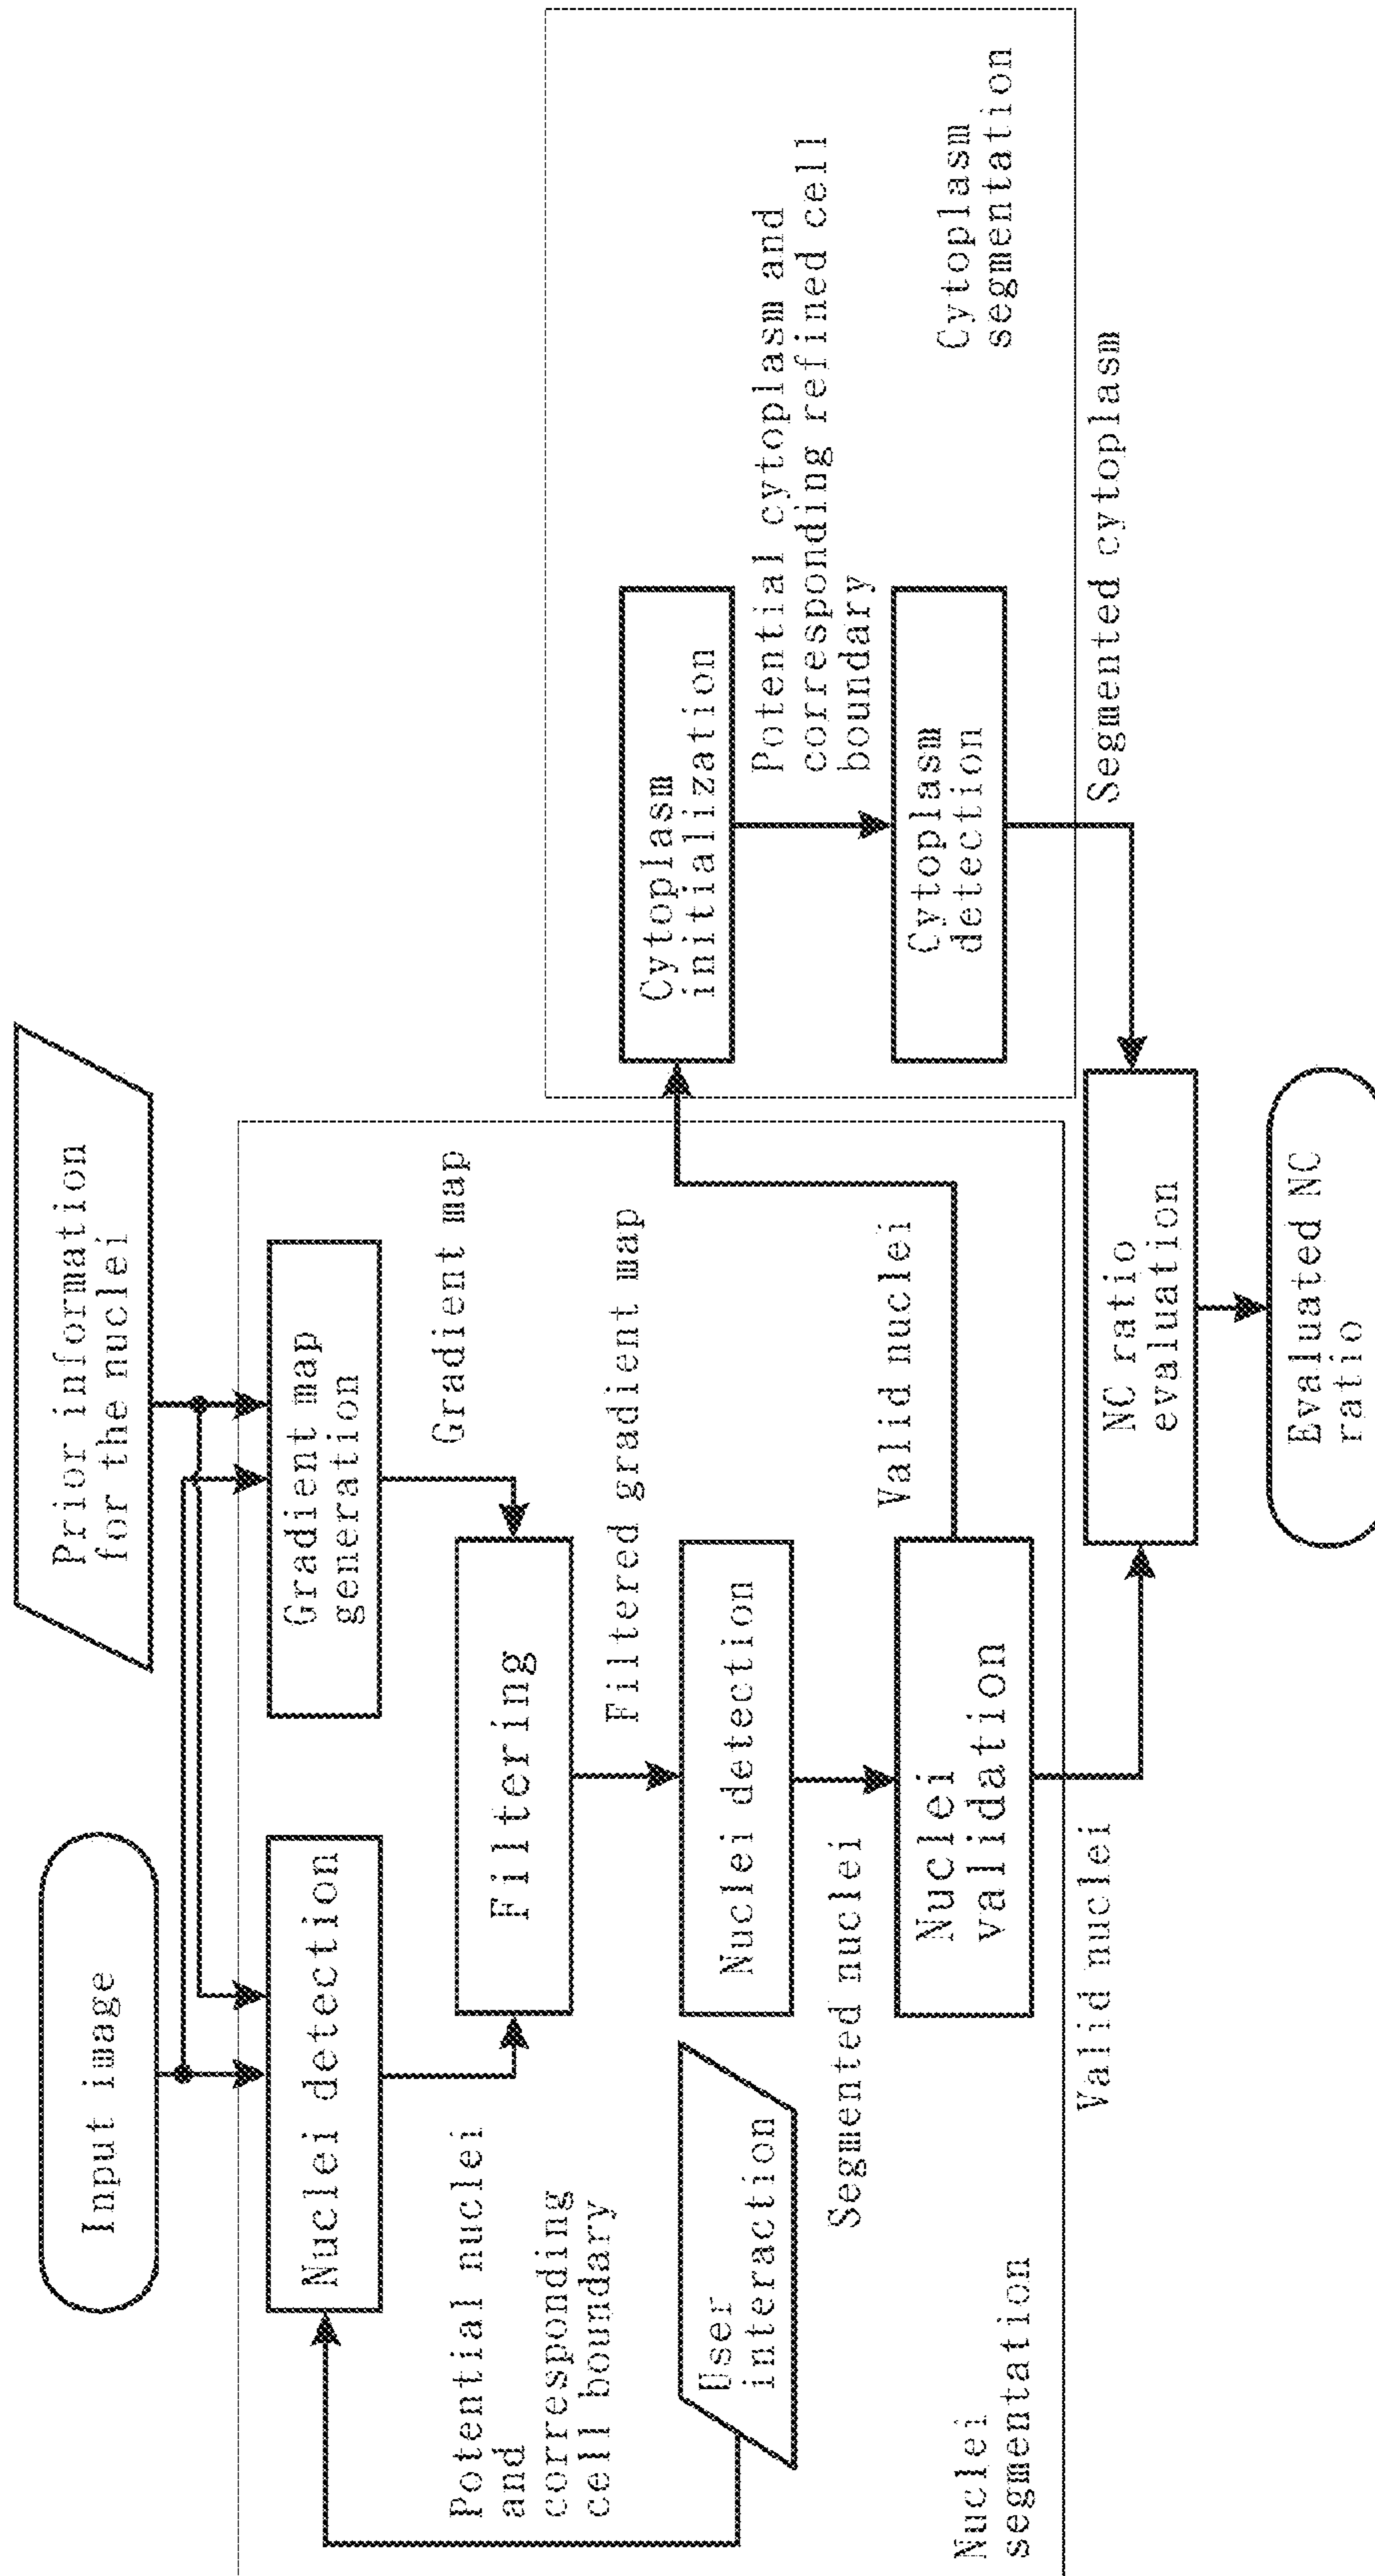 Input image
Prior information
for the nuclei
Nuclei detection
Gradient map
generation
Potential nuclei
and
corresponding
cell boundary
Gradient map
Filtering
Filtered gradient map
User
interaction
Nuclei detection
Segmented nuclei
Nuclei
validation
Valid nuclei
Nuclei
segmentation
Valid nuclei
Cytoplasm
initialization
Potential cytoplasm and
corresponding refined cell
boundary
Cytoplasm
detection
Cytoplasm
segmentation
Segmented cytoplasm
NC ratio
evaluation
Evaluated NC
ratio